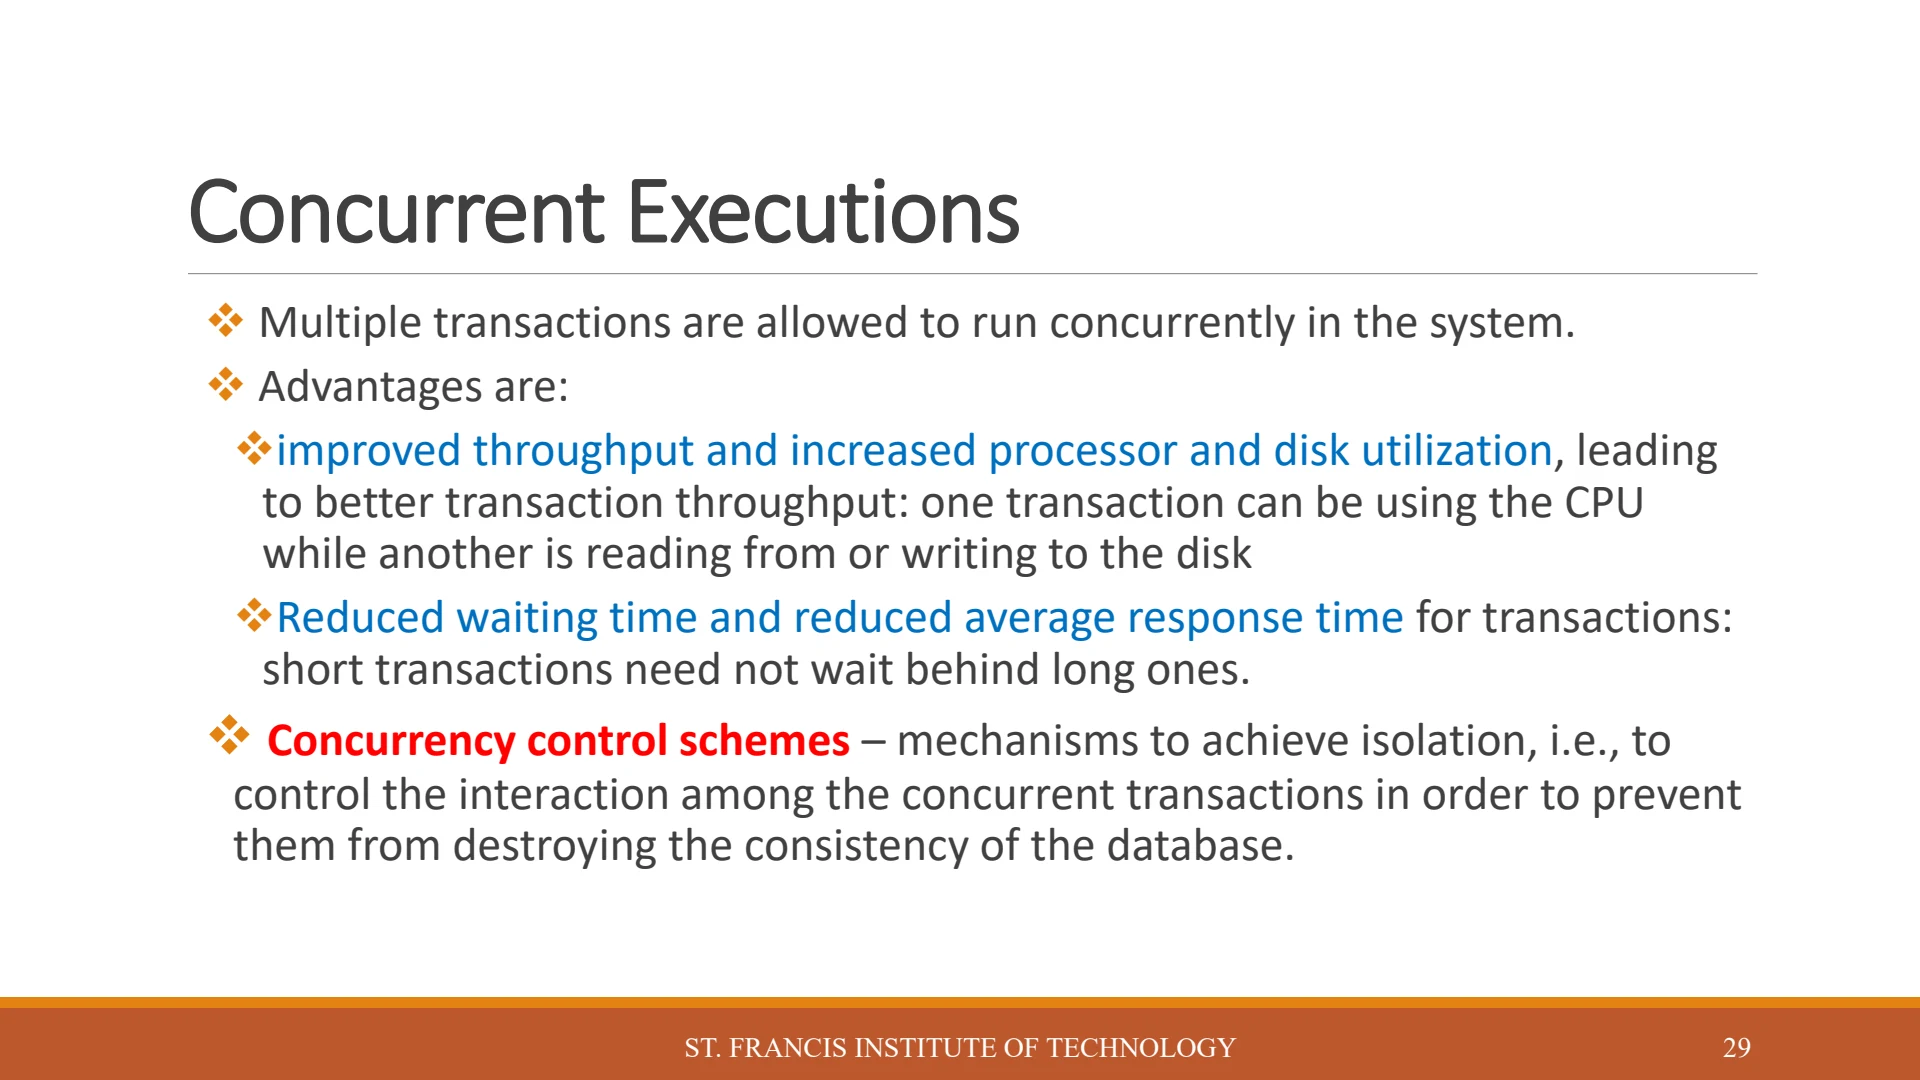 Concurrent Executions
❖ Multiple transactions are allowed to run concurrently in the system.
❖ Advantages are:
❖improved throughput and increased processor and disk utilization, leading
to better transaction throughput: one transaction can be using the CPU
while another is reading from or writing to the disk
❖Reduced waiting time and reduced average response time for transactions:
short transactions need not wait behind long ones.
❖ Concurrency control schemes – mechanisms to achieve isolation, i.e., to
control the interaction among the concurrent transactions in order to prevent
them from destroying the consistency of the database.
ST. FRANCIS INSTITUTE OF TECHNOLOGY
29